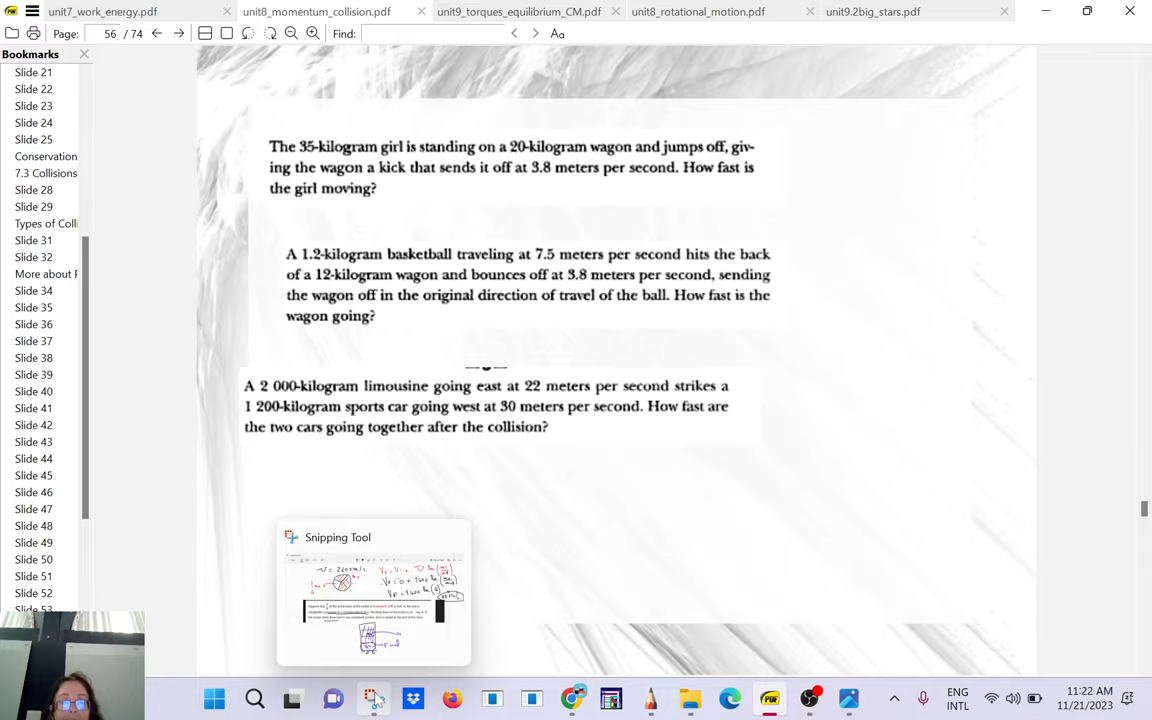 unit7_work_energy.pdf
unit8_momentum_collision.pdf
unit9_torques_equilibrium_CM.pdf
unit8_rotational_motion.pdf
unit9.2big_stars.pdf
Page: 56 / 74
Find:
Aa
Bookmarks
Slide 21
Slide 22
Slide 23
Slide 24
Slide 25
Conservation
7.3 Collisions
Slide 28
Slide 29
Types of Colli
Slide 31
Slide 32
Slide 34
Slide 35
Slide 36
Slide 37
Slide 38
Slide 39
Slide 40
Slide 41
Slide 42
Slide 43
Slide 44
Slide 45
Slide 46
Slide 47
Slide 48
Slide 49
Slide 50
Slide 51
Slide 52
Slide 53
The 35-kilogram girl is standing on a 20-kilogram wagon and jumps off, giv-
ing the wagon a kick that sends it off at 3.8 meters per second. How fast is
the girl moving?
A 1.2-kilogram basketball traveling at 7.5 meters per second hits the back
of a 12-kilogram wagon and bounces off at 3.8 meters per second, sending
the wagon off in the original direction of travel of the ball. How fast is the
wagon going?
A 2 000-kilogram limousine going east at 22 meters per second strikes a
1 200-kilogram sports car going west at 30 meters per second. How fast are
the two cars going together after the collision?
Snipping Tool
ENG
INTL
11:22 AM
11/21/2023